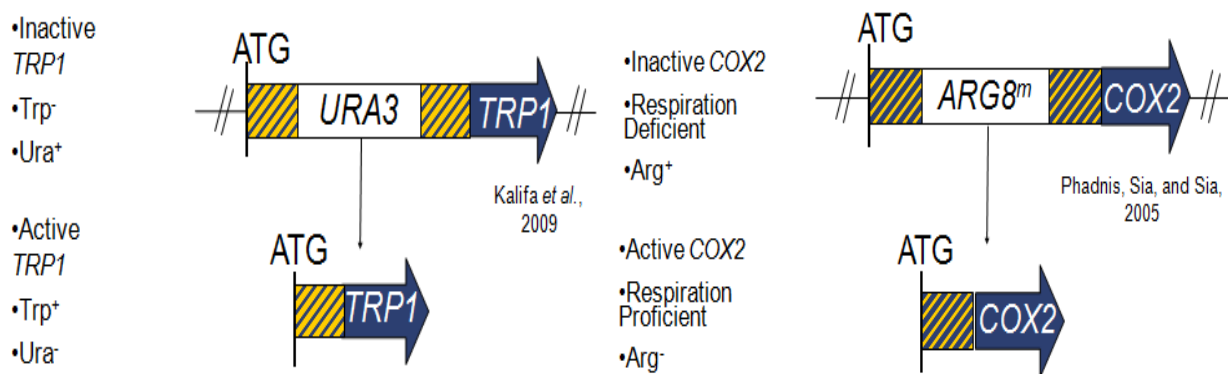 •Inactive
TRP1
•Trp-
•Ura+
ATG
URA3
TRP1
Kalifa et al.,
2009
•Active
TRP1
•Trp+
•Ura-
ATG
TRP1
•Inactive COX2
•Respiration
Deficient
•Arg+
ATG
ARG8m
COX2
Phadnis, Sia, and Sia,
2005
•Active COX2
•Respiration
Proficient
•Arg-
ATG
COX2